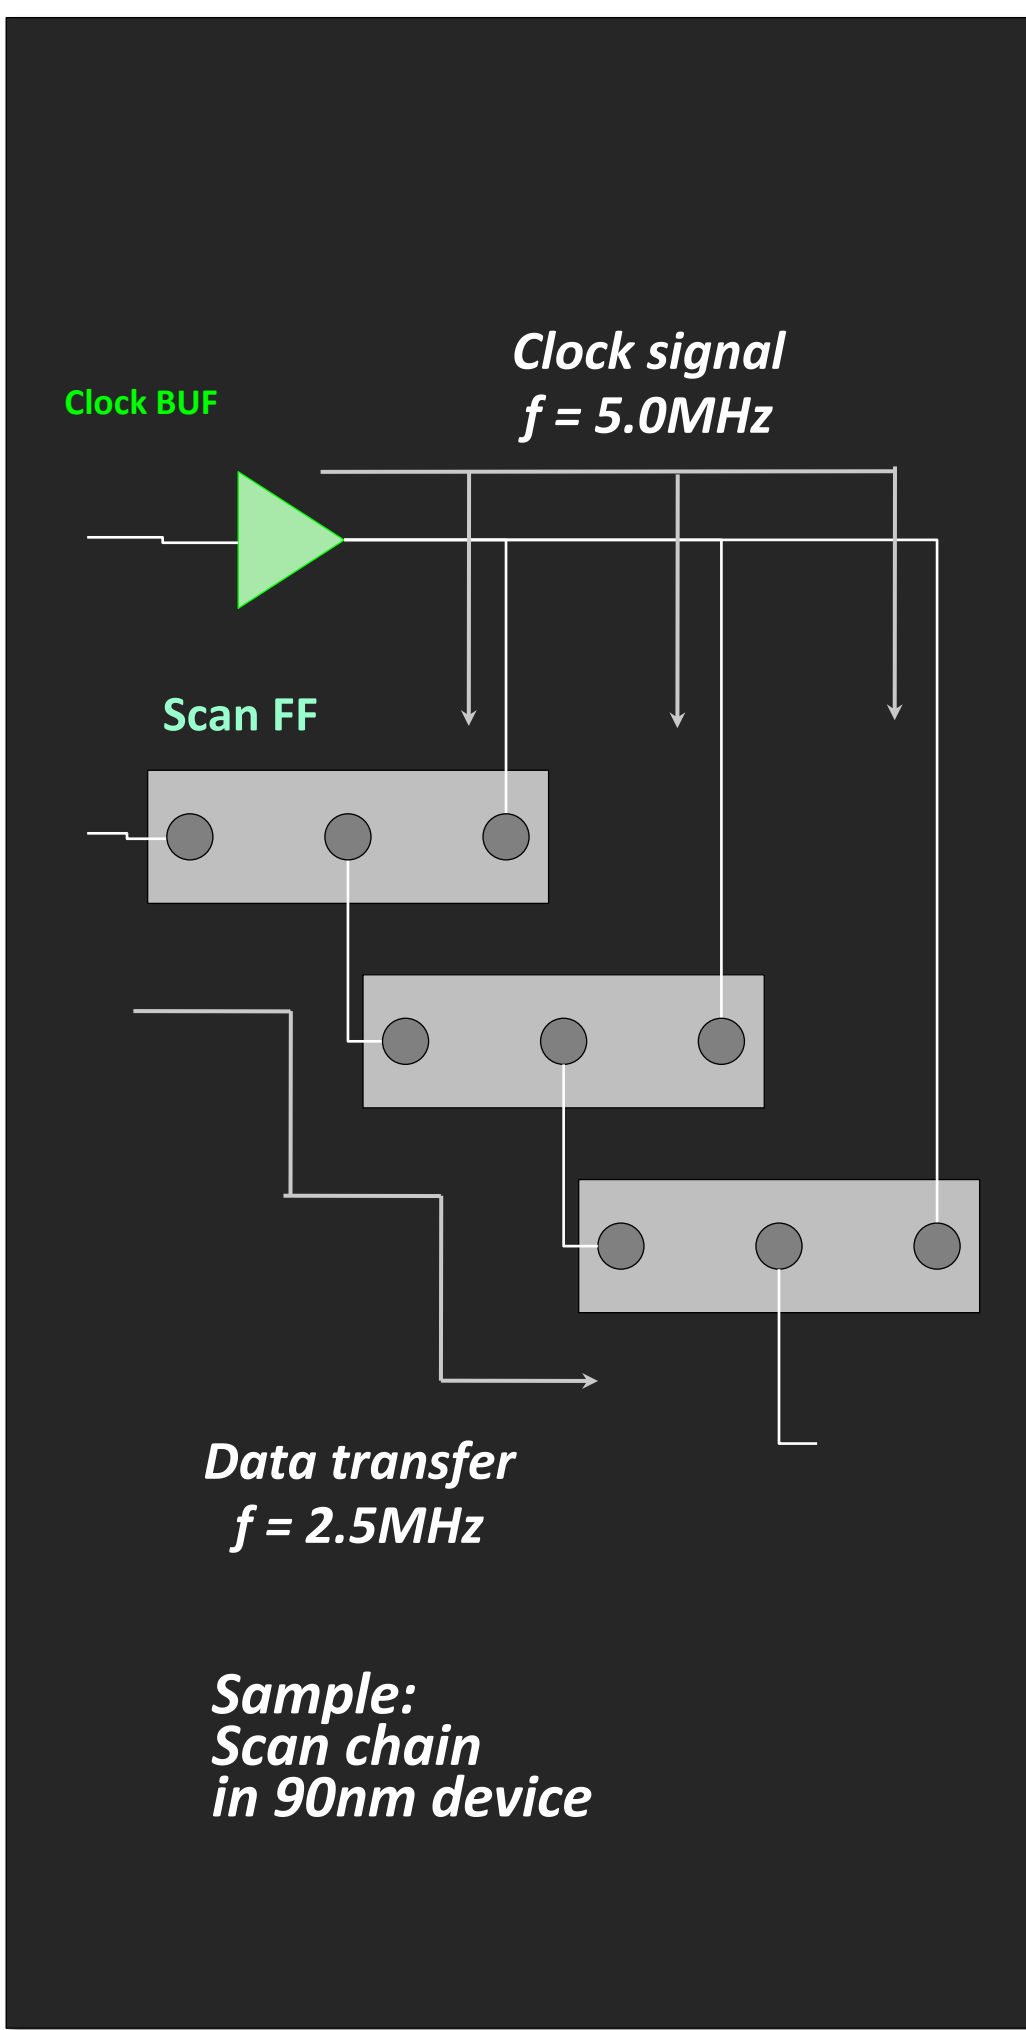 Clock signal
f = 5.0MHz
Clock BUF
Scan FF
Data transfer
f = 2.5MHz
Sample:
Scan chain
in 90nm device